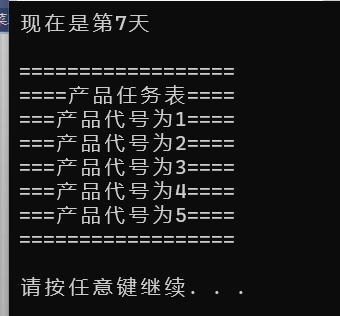 现在是第7天
==================
====产品任务表====
===产品代号为1====
===产品代号为2====
===产品代号为3====
===产品代号为4====
===产品代号为5====
==================
请按任意键继续. . .